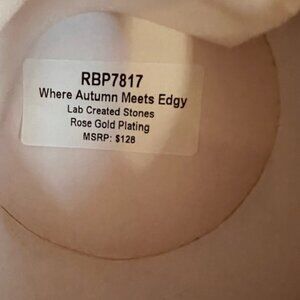 RBP7817
Where Autumn Meets Edgy
Lab Created Stones
Rose Gold Plating
MSRP: $128